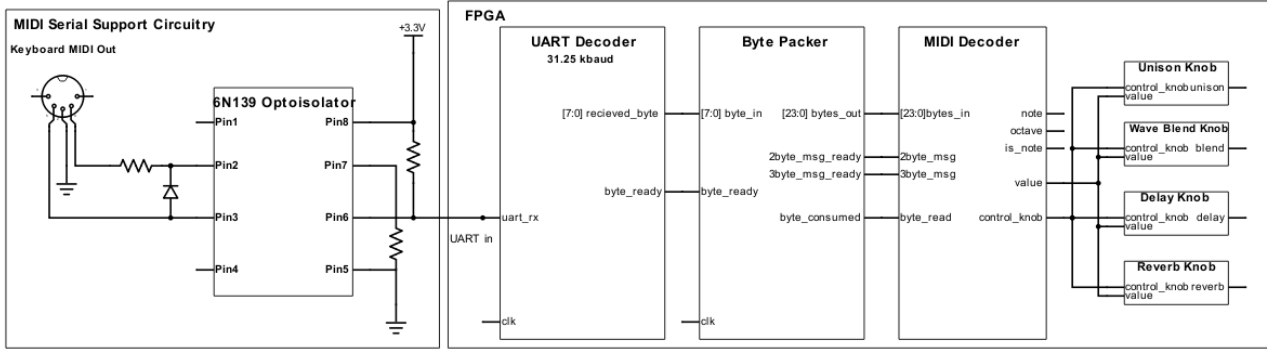 MIDI Serial Support Circuitry
Keyboard MIDI Out
+3.3V
6N139 Optoisolator
Pin1
Pin8
Pin2
Pin7
Pin3
Pin6
Pin4
Pin5
UART in
FPGA
UART Decoder
31.25 kbaud
[7:0] recieved_byte
byte_ready
uart_rx
clk
Byte Packer
[7:0] byte_in
[23:0] bytes_out
2byte_msg_ready
3byte_msg_ready
byte_ready
byte_consumed
clk
MIDI Decoder
[23:0]bytes_in
note
octave
is_note
2byte_msg
3byte_msg
value
byte_read
control_knob
Unison Knob
control_knob unison
value
Wave Blend Knob
control_knob blend
value
Delay Knob
control_knob delay
value
Reverb Knob
control_knob reverb
value